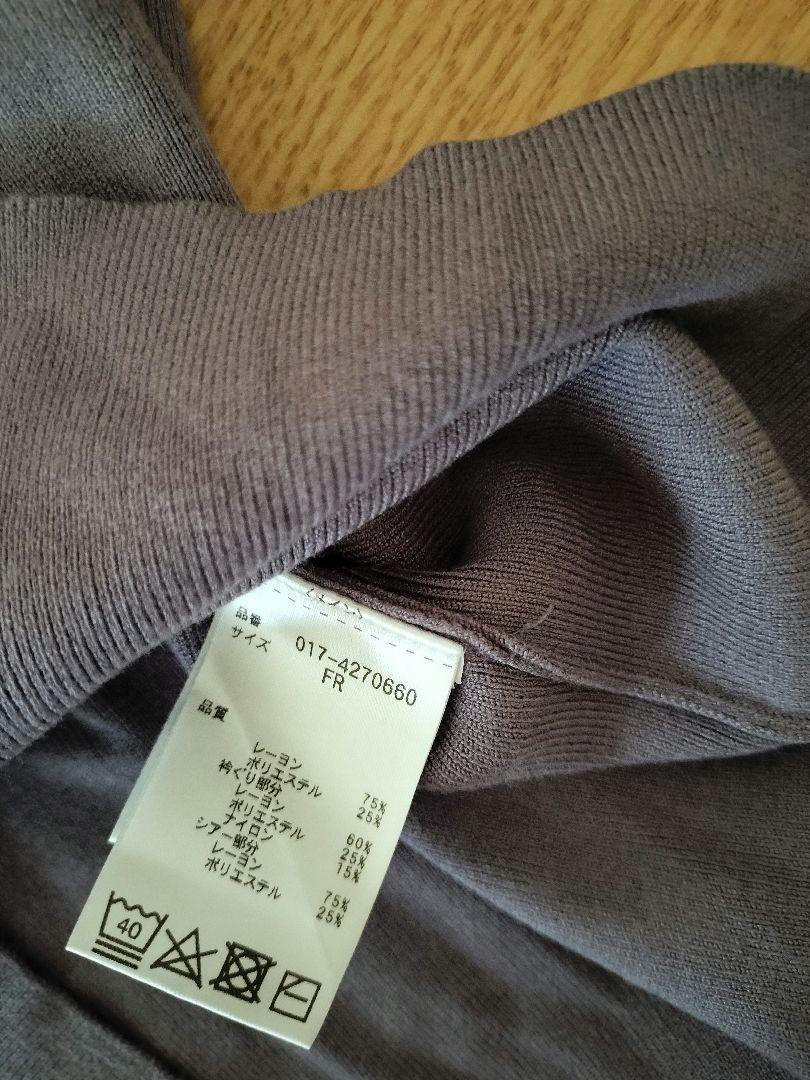 品番 017-4270660
サイズ FR
品質
レーヨン 75%
ポリエステル 25%
衿ぐり部分
レーヨン 60%
ポリエステル 25%
ナイロン 15%
シアー部分
レーヨン 75%
ポリエステル 25%
40